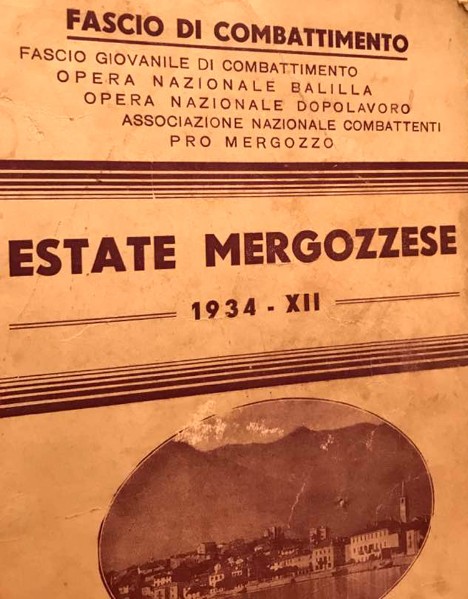 FASCIO DI COMBATTIMENTO
FASCIO GIOVANILE DI COMBATTIMENTO
OPERA NAZIONALE BALILLA
OPERA NAZIONALE DOPOLAVORO
ASSOCIAZIONE NAZIONALE COMBATTENTI
PRO MERGOZZO
ESTATE MERGOZZESE
1934 - XII